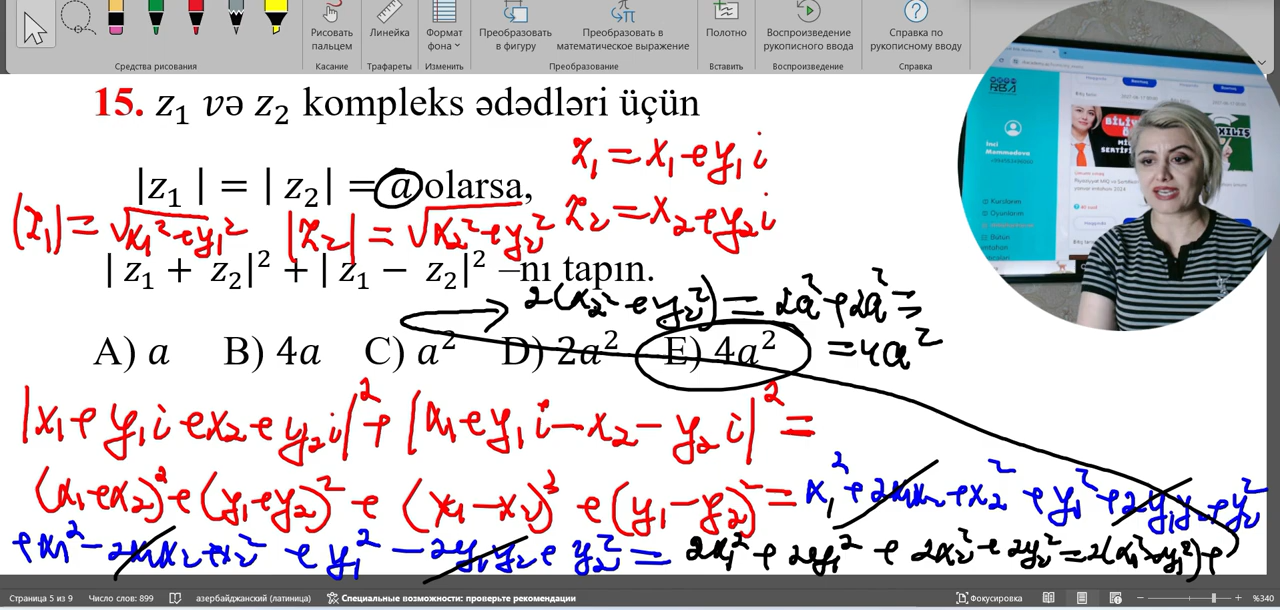 Рисовать пальцем
Линейка
Формат фона
Преобразовать в фигуру
Преобразовать в математическое выражение
Полотно
Воспроизведение рукописного ввода
Справка по рукописному вводу
Средства рисования
Касание
Трафареты
Изменить
Преобразование
Вставить
Воспроизведение
Справка
RBA
15. z₁ və z₂ kompleks ədədləri üçün
z₁ = x₁ + y₁i
|z₁| = |z₂| = a olarsa,
|z₁| = √x₁² + y₁² |z₂| = √x₂² + y₂² z₂ = x₂ + y₂i
|z₁ + z₂|² + |z₁ − z₂|² –nı tapın.
2(x₂² + y₂²) = 2a² + 2a² =
A) a B) 4a C) a² D) 2a² E) 4a² = 4a²
|x₁ + y₁i + x₂ + y₂i|² + |x₁ + y₁i − x₂ − y₂i|² =
(x₁ + x₂)² + (y₁ + y₂)² + (x₁ − x₂)² + (y₁ − y₂)² = x₁² + 2x₁x₂ + x₂² + y₁² + 2y₁y₂ + y₂²
+ x₁² − 2x₁x₂ + x₂² + y₁² − 2y₁y₂ + y₂² = 2x₁² + 2y₁² + 2x₂² + 2y₂² = 2(x₁² + y₁²) +
Страница 5 из 9 Число слов: 899 азербайджанский (латиница) Специальные возможности: проверьте рекомендации Фокусировка %340